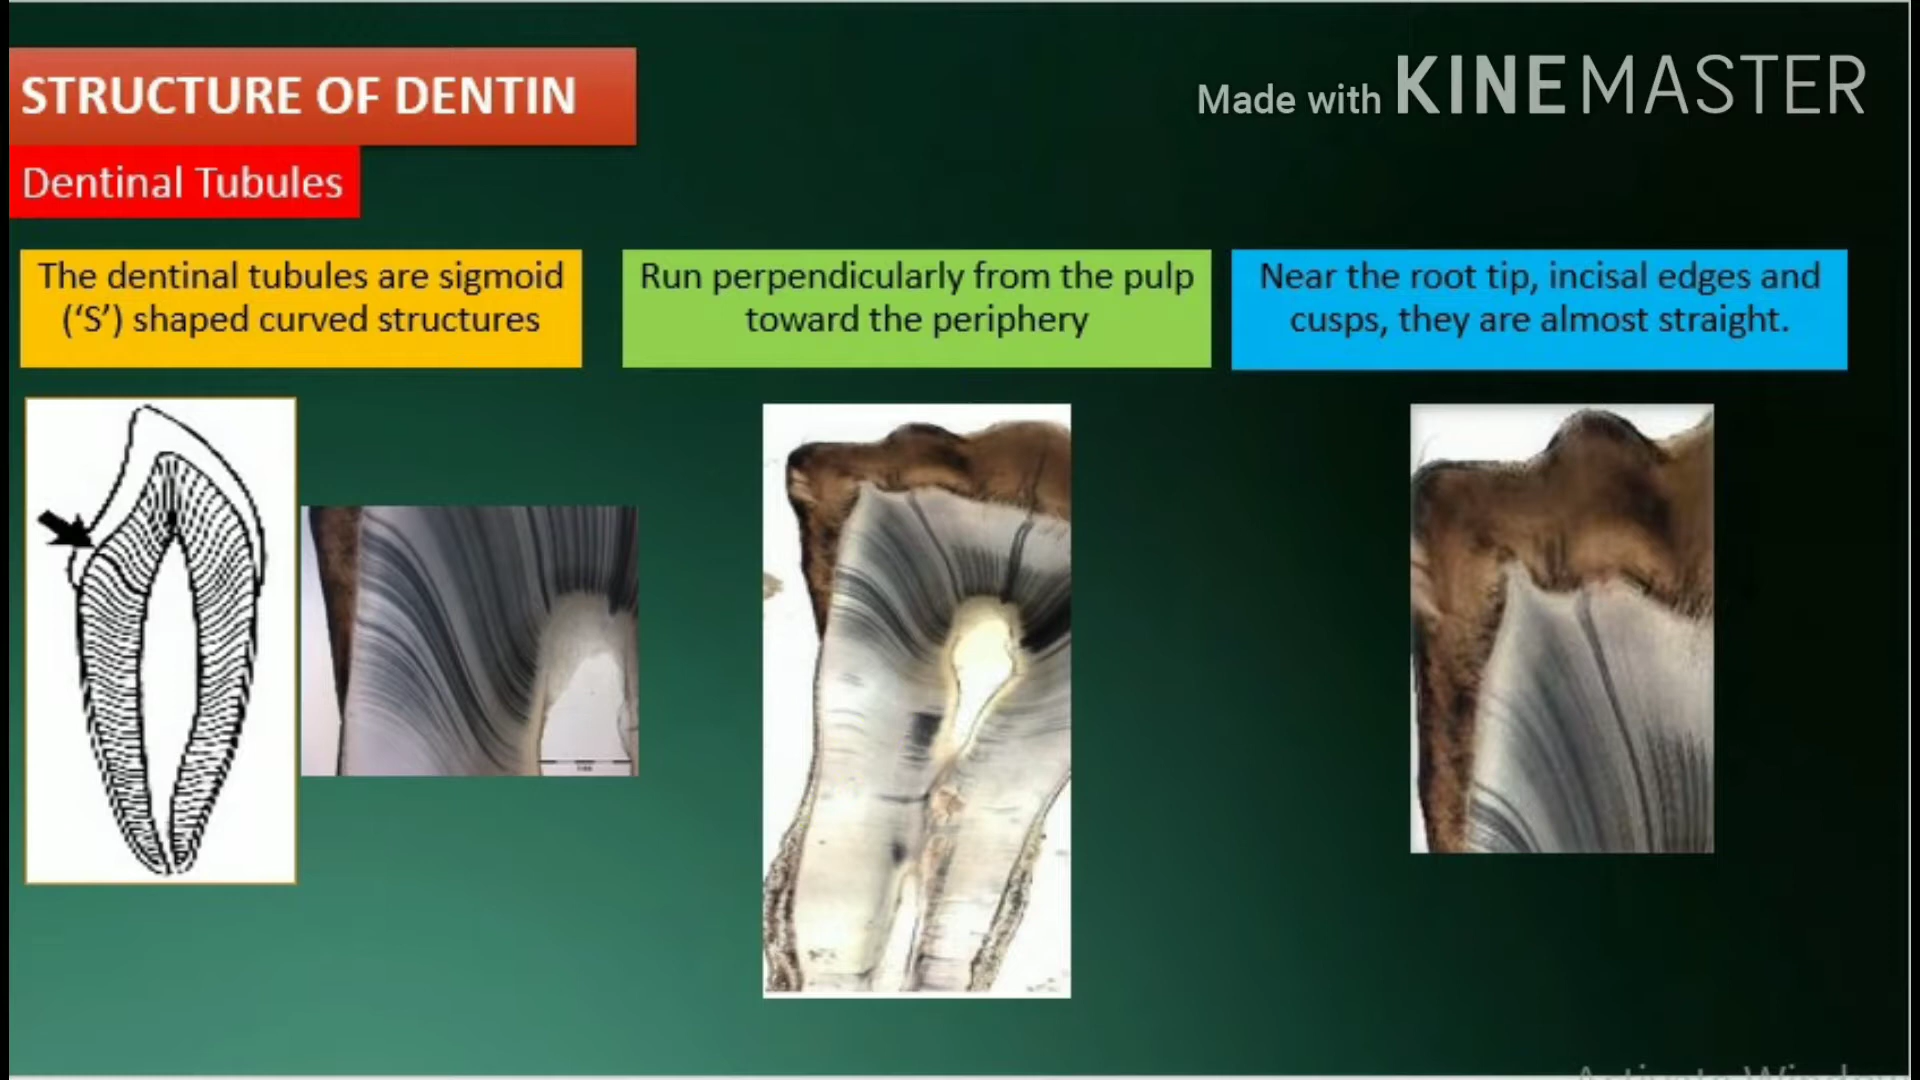 STRUCTURE OF DENTIN
Made with KINEMASTER
Dentinal Tubules
The dentinal tubules are sigmoid
(‘S’) shaped curved structures
Run perpendicularly from the pulp
toward the periphery
Near the root tip, incisal edges and
cusps, they are almost straight.